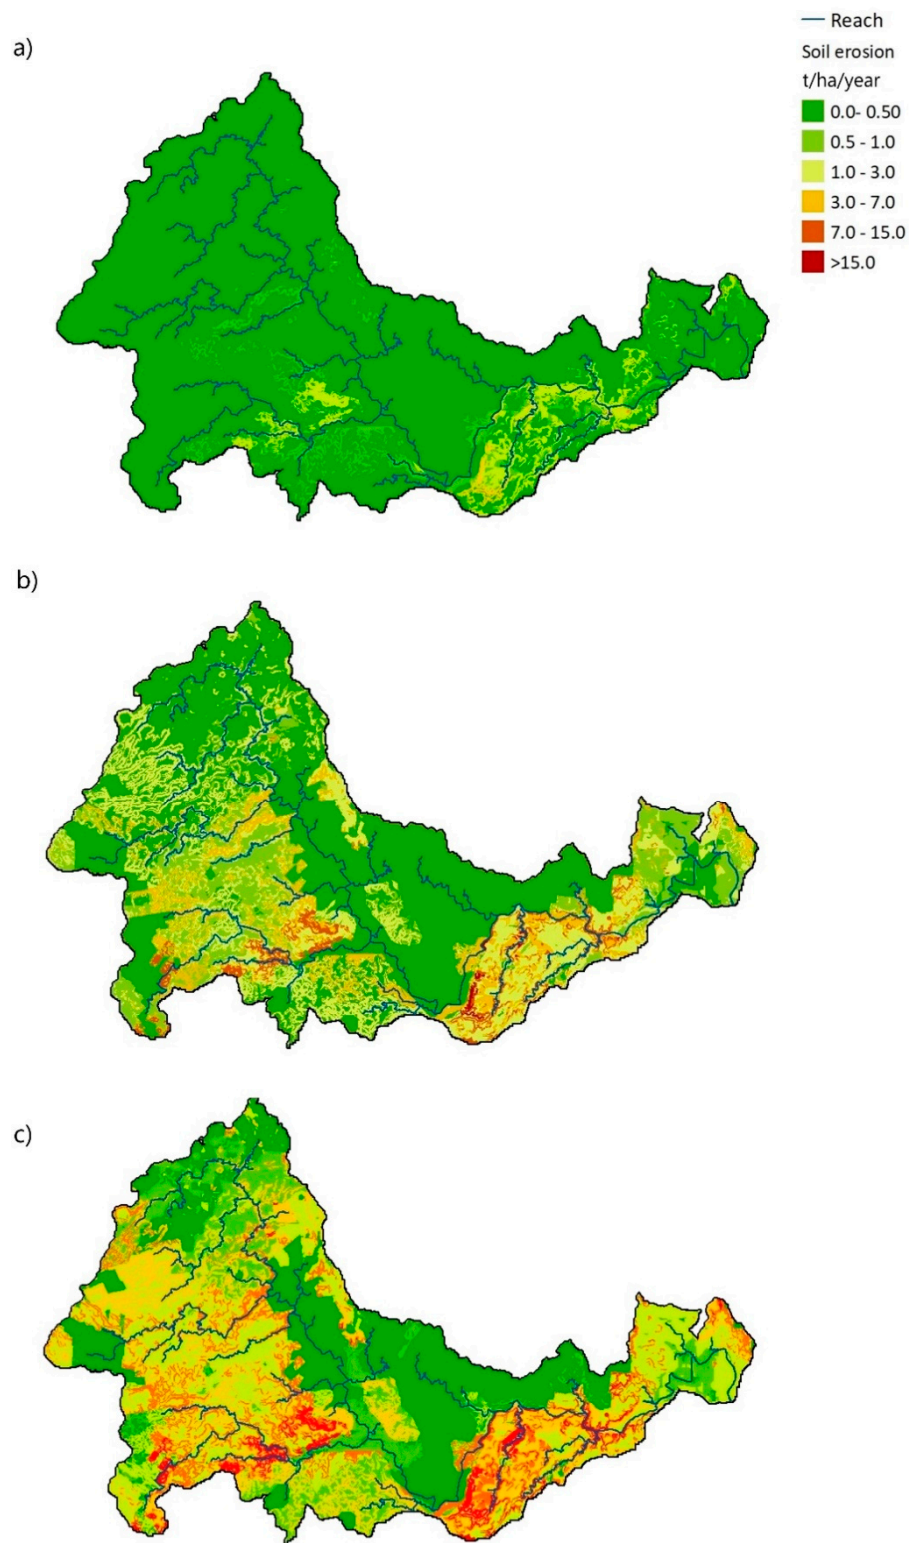 Reach
a)
Soil erosion
t/ha/year
0.0- 0.50
0.5 - 1.0
1.0 - 3.0
3.0 - 7.0
7.0 - 15.0
>15.0
b)
c)